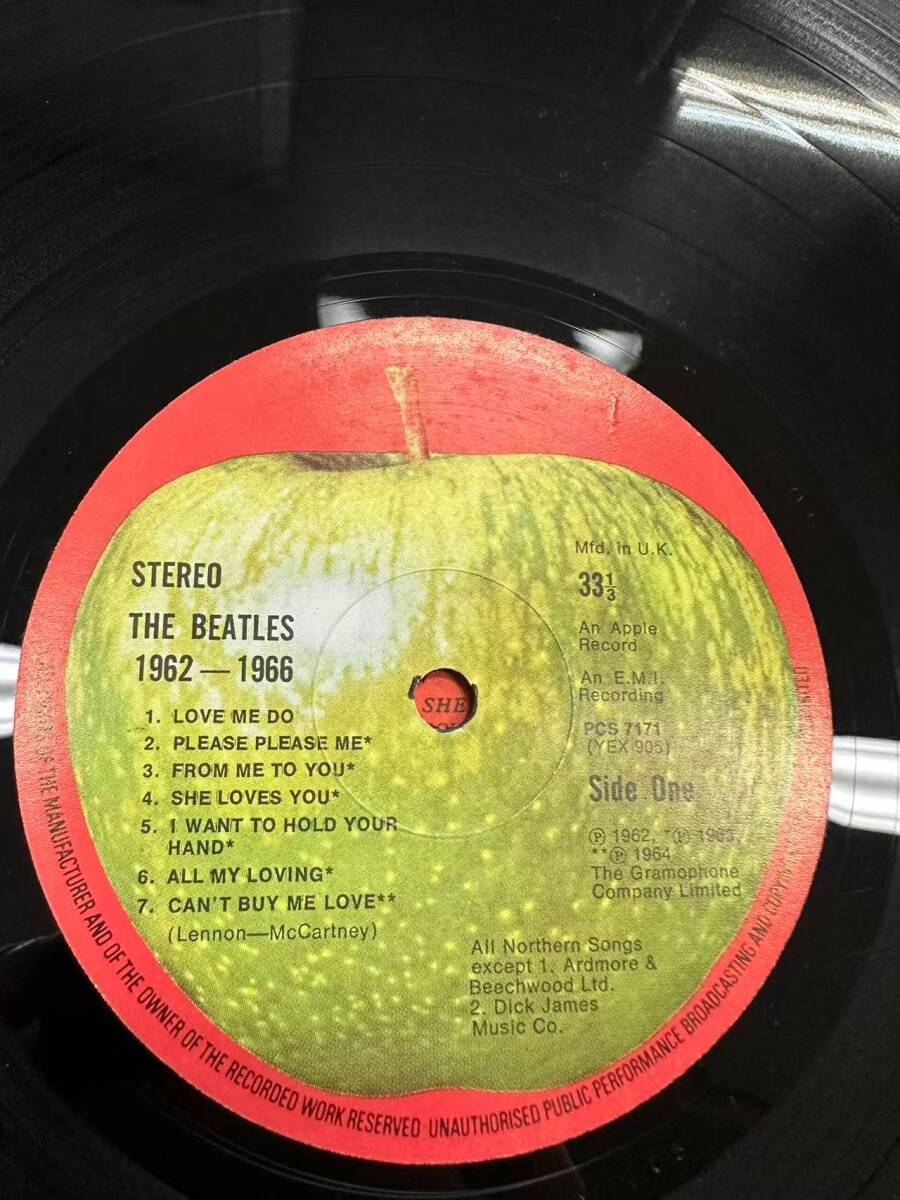 STEREO
THE BEATLES
1962—1966
1. LOVE ME DO
2. PLEASE PLEASE ME*
3. FROM ME TO YOU*
4. SHE LOVES YOU*
5. I WANT TO HOLD YOUR
HAND*
6. ALL MY LOVING*
7. CAN'T BUY ME LOVE**
(Lennon—McCartney)
Mfd. in U.K.
33⅓
An Apple
Record
An E.M.I.
Recording
PCS 7171
(YEX 905)
Side One
℗ 1962. *℗ 1963.
**℗ 1964
The Gramophone
Company Limited
All Northern Songs
except 1. Ardmore &
Beechwood Ltd.
2. Dick James
Music Co.
SHE
OF THE MANUFACTURER AND OF THE OWNER OF THE RECORDED WORK RESERVED UNAUTHORISED PUBLIC PERFORMANCE BROADCASTING AND